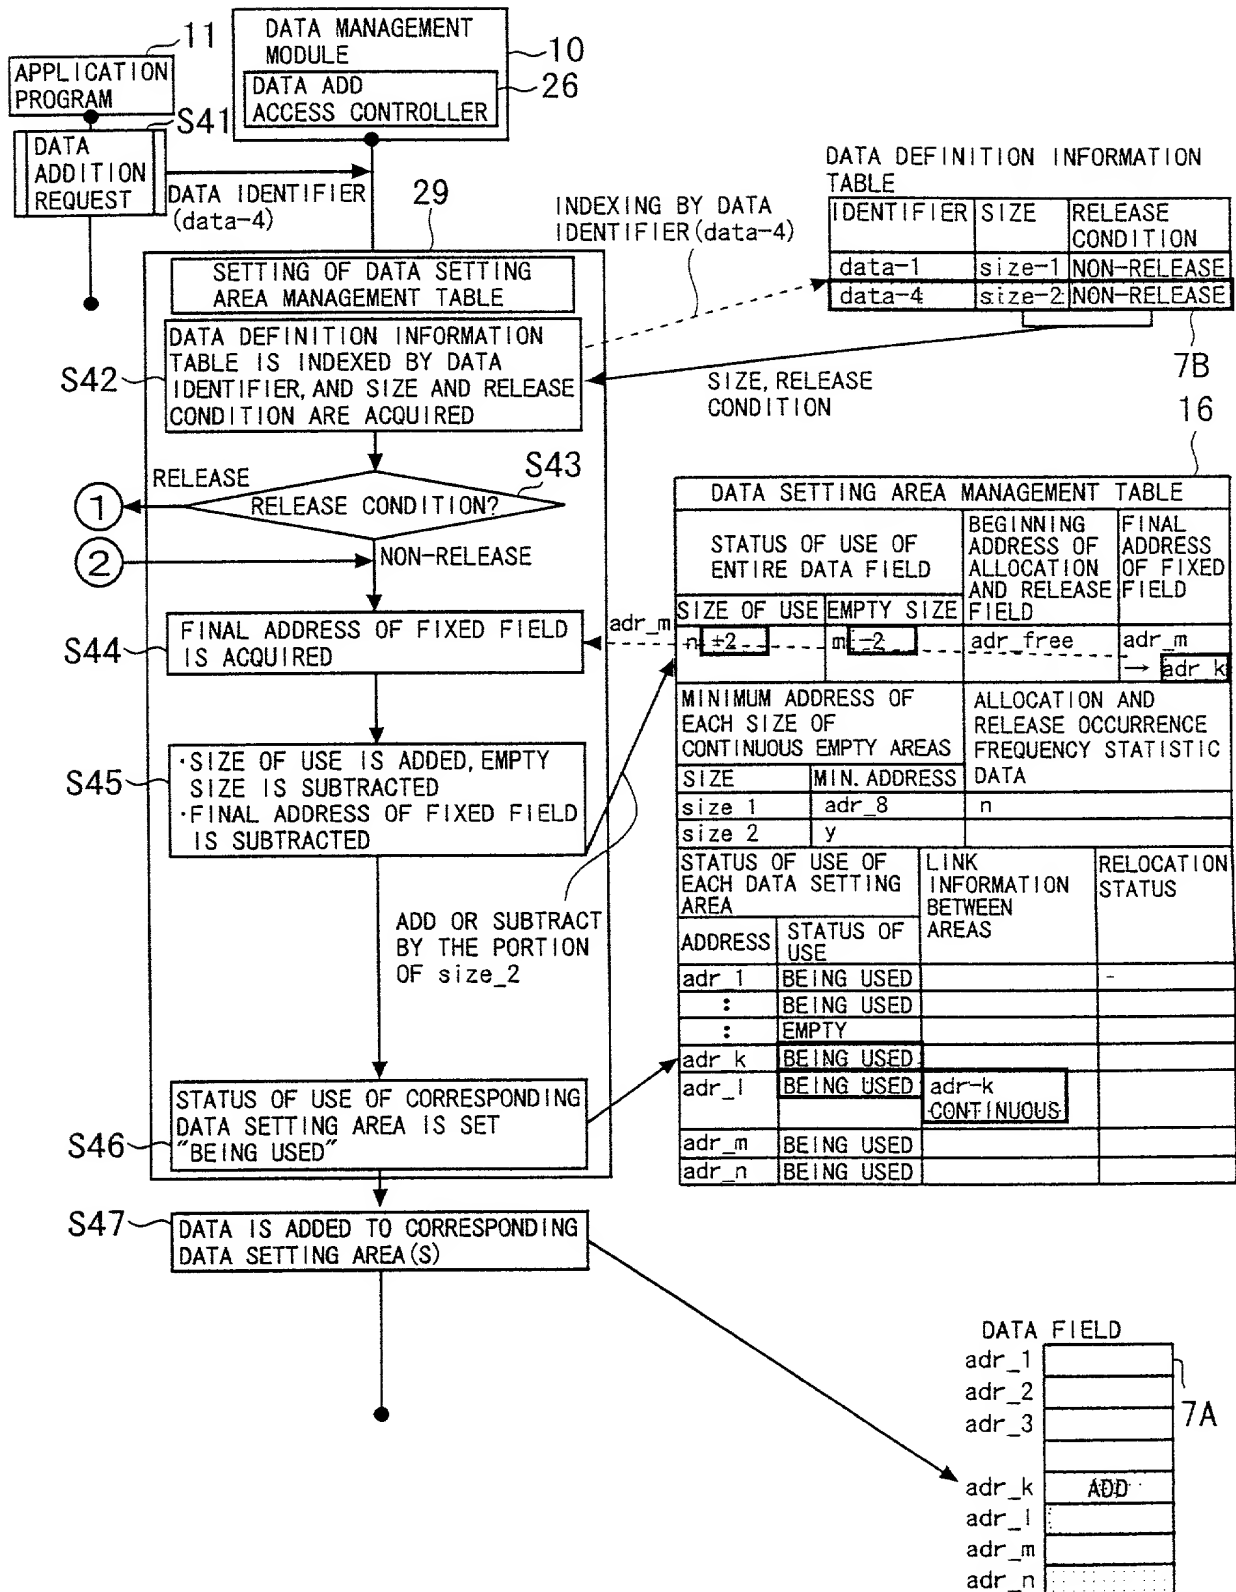 11
APPLICATION
PROGRAM
DATA MANAGEMENT
MODULE
10
DATA ADD
ACCESS CONTROLLER
26
S41
DATA
ADDITION
REQUEST
DATA IDENTIFIER
(data-4)
29
INDEXING BY DATA
IDENTIFIER(data-4)
DATA DEFINITION INFORMATION
TABLE
IDENTIFIER SIZE RELEASE
CONDITION
data-1 size-1 NON-RELEASE
data-4 size-2 NON-RELEASE
7B
SETTING OF DATA SETTING
AREA MANAGEMENT TABLE
S42
DATA DEFINITION INFORMATION
TABLE IS INDEXED BY DATA
IDENTIFIER, AND SIZE AND RELEASE
CONDITION ARE ACQUIRED
SIZE, RELEASE
CONDITION
16
RELEASE
S43
1
RELEASE CONDITION?
2
NON-RELEASE
S44
FINAL ADDRESS OF FIXED FIELD
IS ACQUIRED
adr_m
S45
·SIZE OF USE IS ADDED, EMPTY
SIZE IS SUBTRACTED
·FINAL ADDRESS OF FIXED FIELD
IS SUBTRACTED
ADD OR SUBTRACT
BY THE PORTION
OF size_2
S46
STATUS OF USE OF CORRESPONDING
DATA SETTING AREA IS SET
"BEING USED"
S47
DATA IS ADDED TO CORRESPONDING
DATA SETTING AREA(S)
DATA SETTING AREA MANAGEMENT TABLE
STATUS OF USE OF
ENTIRE DATA FIELD
BEGINNING
ADDRESS OF
ALLOCATION
AND RELEASE
FIELD
FINAL
ADDRESS
OF FIXED
FIELD
SIZE OF USE EMPTY SIZE
n +2 m -2 adr_free adr_m
→ adr_k
MINIMUM ADDRESS OF
EACH SIZE OF
CONTINUOUS EMPTY AREAS
ALLOCATION AND
RELEASE OCCURRENCE
FREQUENCY STATISTIC
DATA
SIZE MIN. ADDRESS
size 1 adr_8 n
size 2 y
STATUS OF USE OF
EACH DATA SETTING
AREA
LINK
INFORMATION
BETWEEN
AREAS
RELOCATION
STATUS
ADDRESS STATUS OF
USE
adr_1 BEING USED -
: BEING USED
: EMPTY
adr_k BEING USED
adr_l BEING USED adr-k
CONTINUOUS
adr_m BEING USED
adr_n BEING USED
DATA FIELD
adr_1
adr_2
adr_3
7A
adr_k ADD
adr_l
adr_m
adr_n